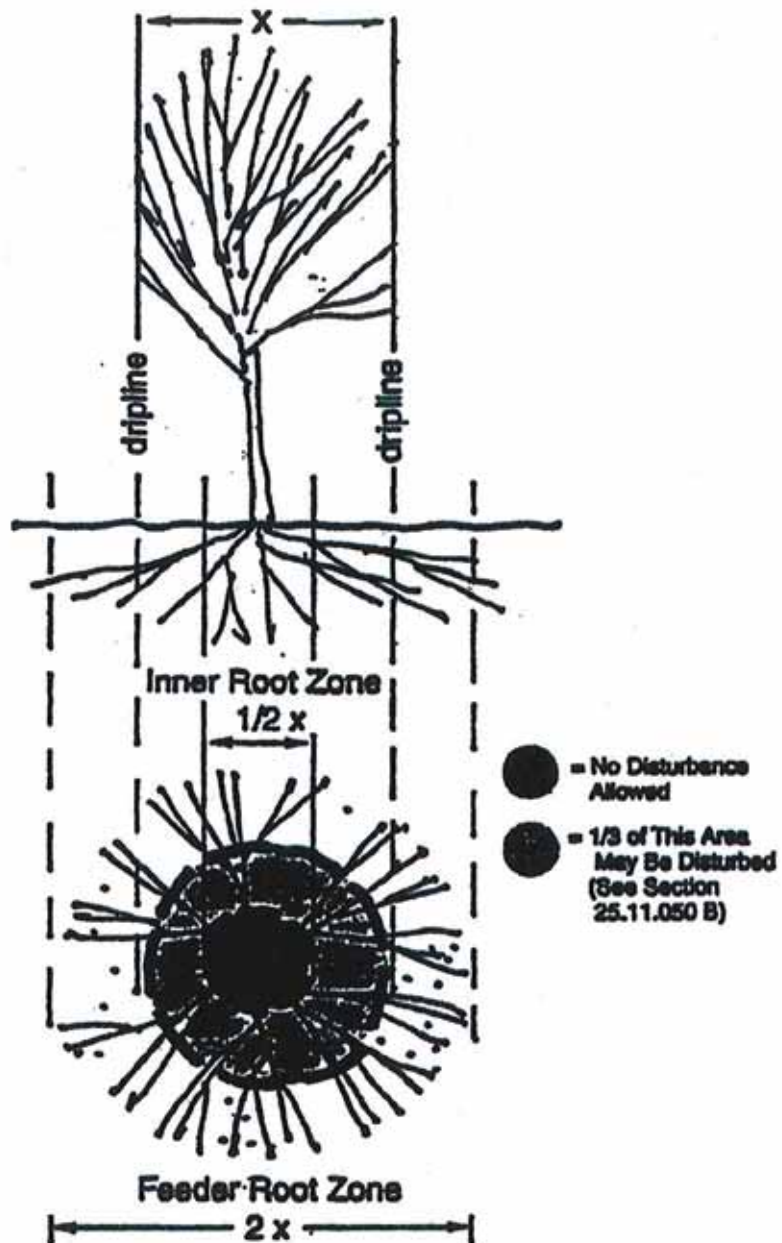 X
dripline
dripline
Inner Root Zone
1/2 x
= No Disturbance
Allowed
= 1/3 of This Area
May Be Disturbed
(See Section
25.11.050 B)
Feeder Root Zone
2 x